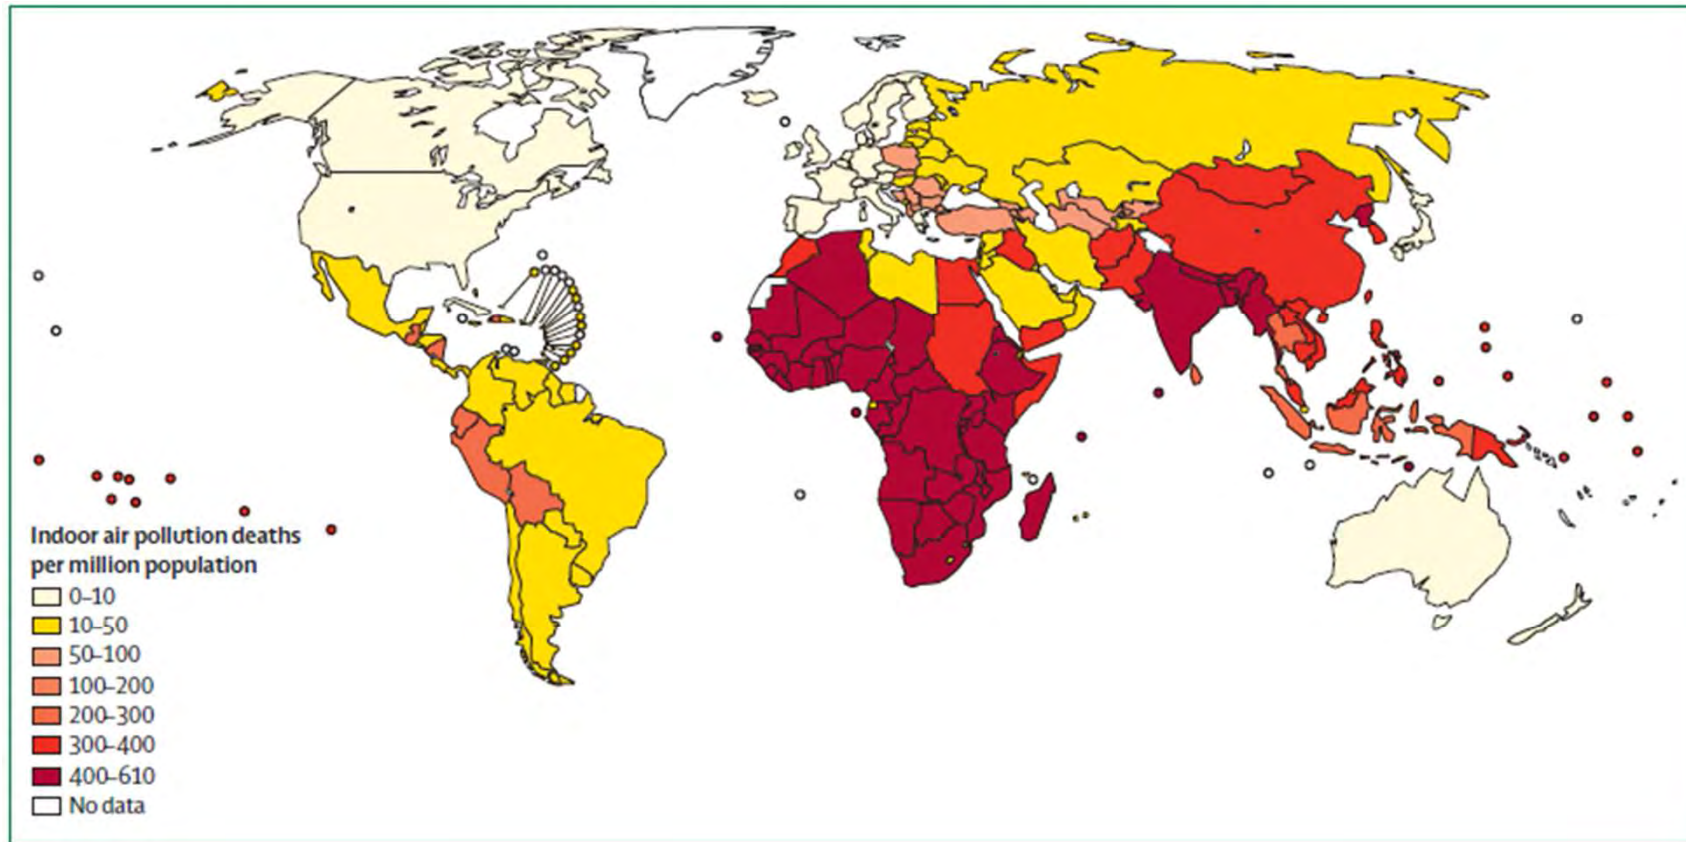 Indoor air pollution deaths
per million population
0–10
10–50
50–100
100–200
200–300
300–400
400–610
No data